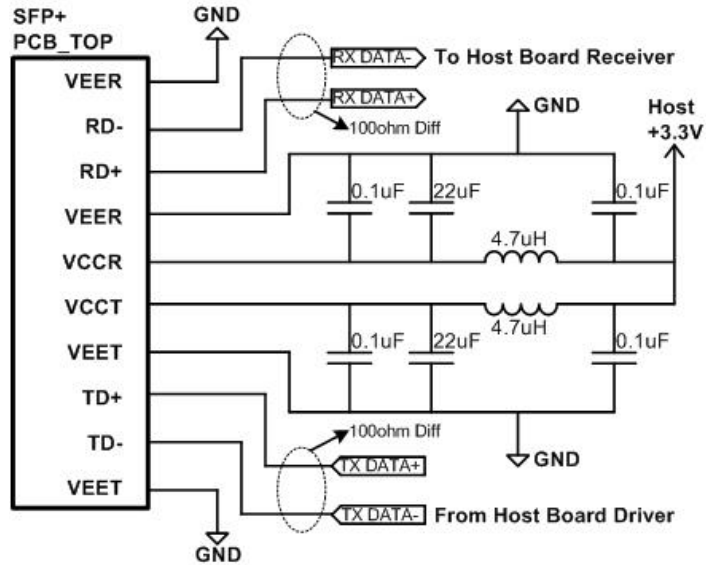 SFP+
PCB_TOP
GND
VEER
RD-
RD+
VEER
VCCR
VCCT
VEET
TD+
TD-
VEET
GND
RX DATA-
To Host Board Receiver
RX DATA+
100ohm Diff
GND
Host
+3.3V
0.1uF
22uF
0.1uF
4.7uH
4.7uH
0.1uF
22uF
0.1uF
100ohm Diff
GND
TX DATA+
TX DATA-
From Host Board Driver